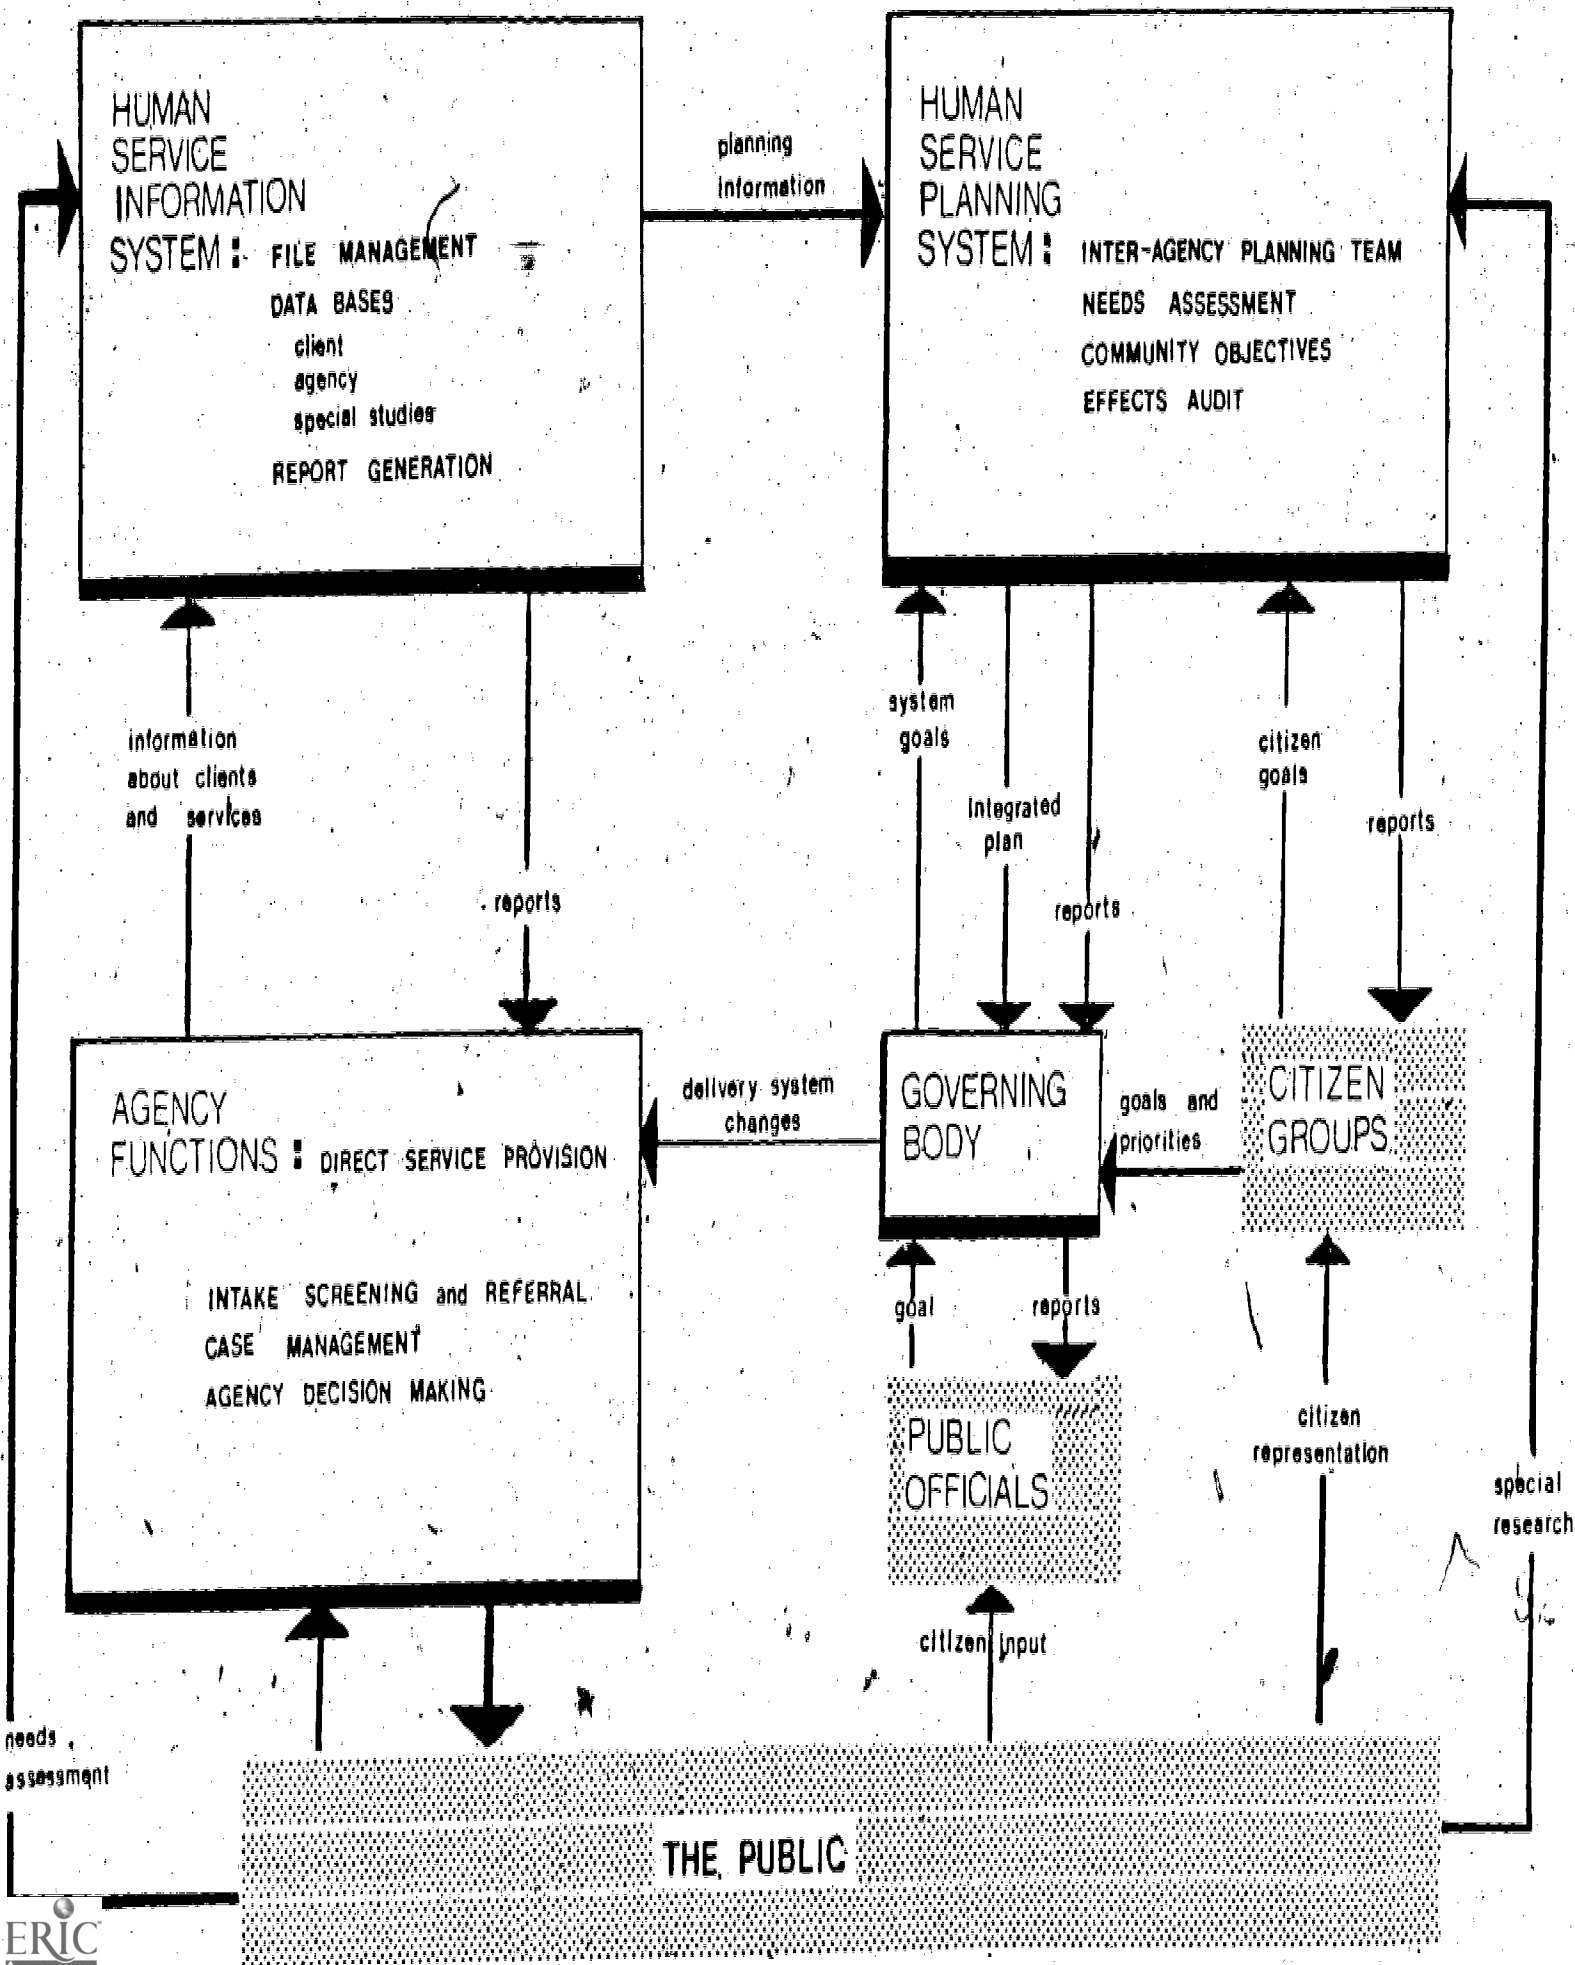 HUMAN
SERVICE
INFORMATION
SYSTEM: FILE MANAGEMENT
DATA BASES
client
agency
special studies
REPORT GENERATION
planning
information
HUMAN
SERVICE
PLANNING
SYSTEM: INTER-AGENCY PLANNING TEAM
NEEDS ASSESSMENT
COMMUNITY OBJECTIVES
EFFECTS AUDIT
information
about clients
and services
reports
system
goals
integrated
plan
reports
citizen
goals
reports
AGENCY
FUNCTIONS: DIRECT SERVICE PROVISION
INTAKE SCREENING and REFERRAL
CASE MANAGEMENT
AGENCY DECISION MAKING
delivery system
changes
GOVERNING
BODY
goals and
priorities
CITIZEN
GROUPS
goal
reports
PUBLIC
OFFICIALS
citizen
representation
special
research
citizen input
needs
assessment
THE PUBLIC
ERIC